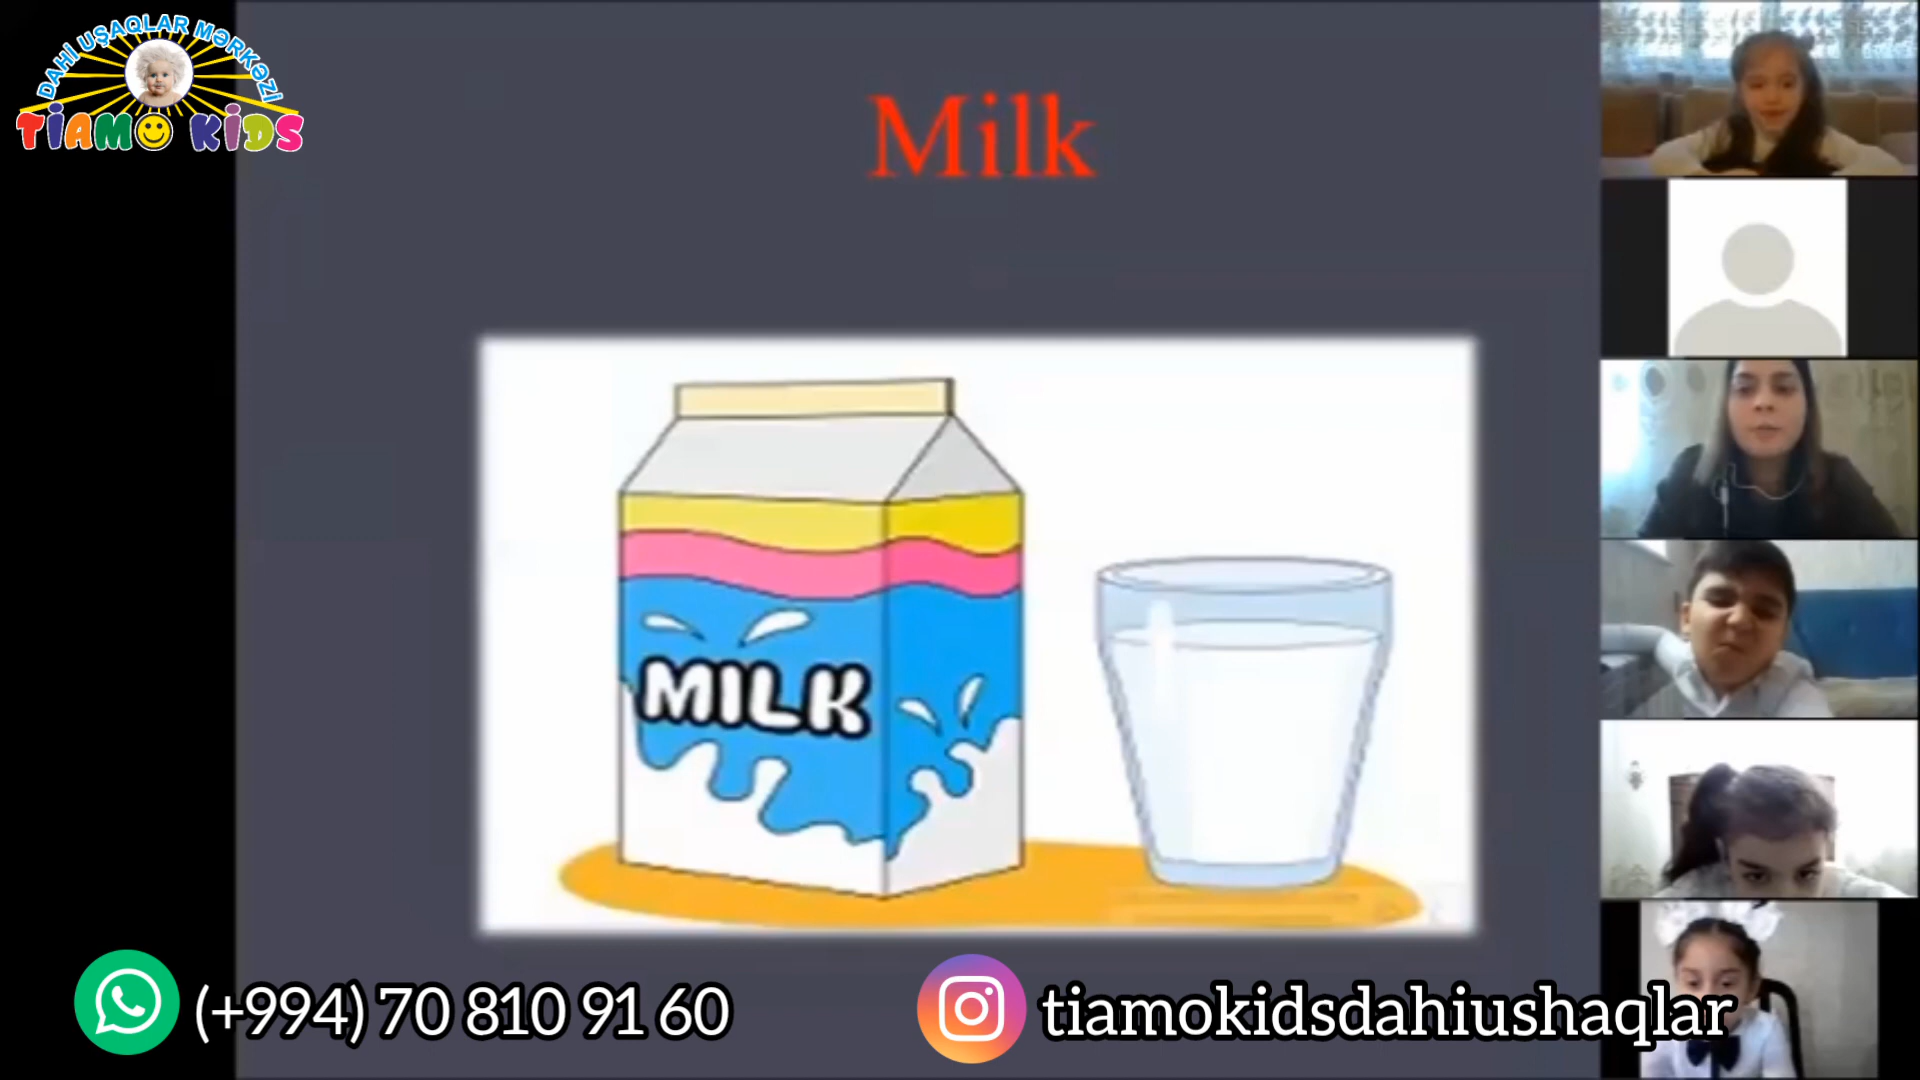 DAHİ UŞAQLAR MƏRKƏZİ
TİAMO KİDS
Milk
MILK
(+994) 70 810 91 60
tiamokidsdahiushaqlar